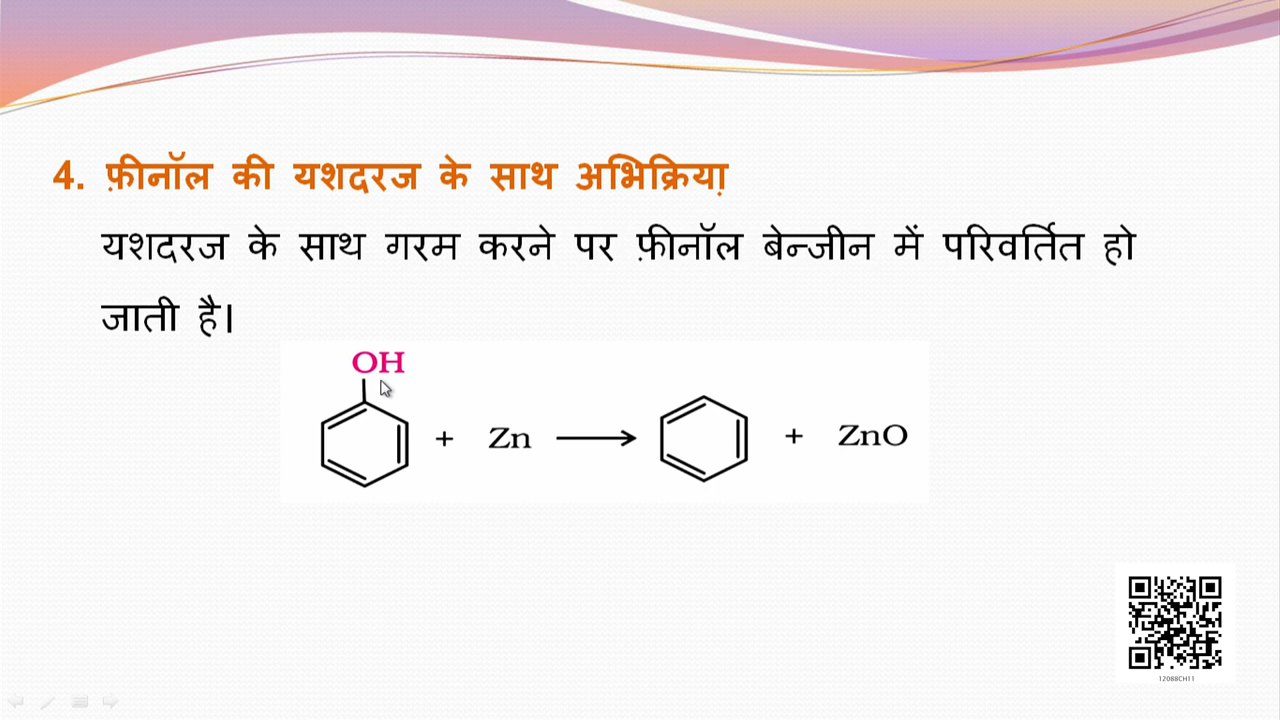 4. फ़ीनॉल की यशदरज के साथ अभिक्रिया़
यशदरज के साथ गरम करने पर फ़ीनॉल बेन्जीन में परिवर्तित हो
जाती है।
OH
+ Zn ⟶ + ZnO
12088CH11